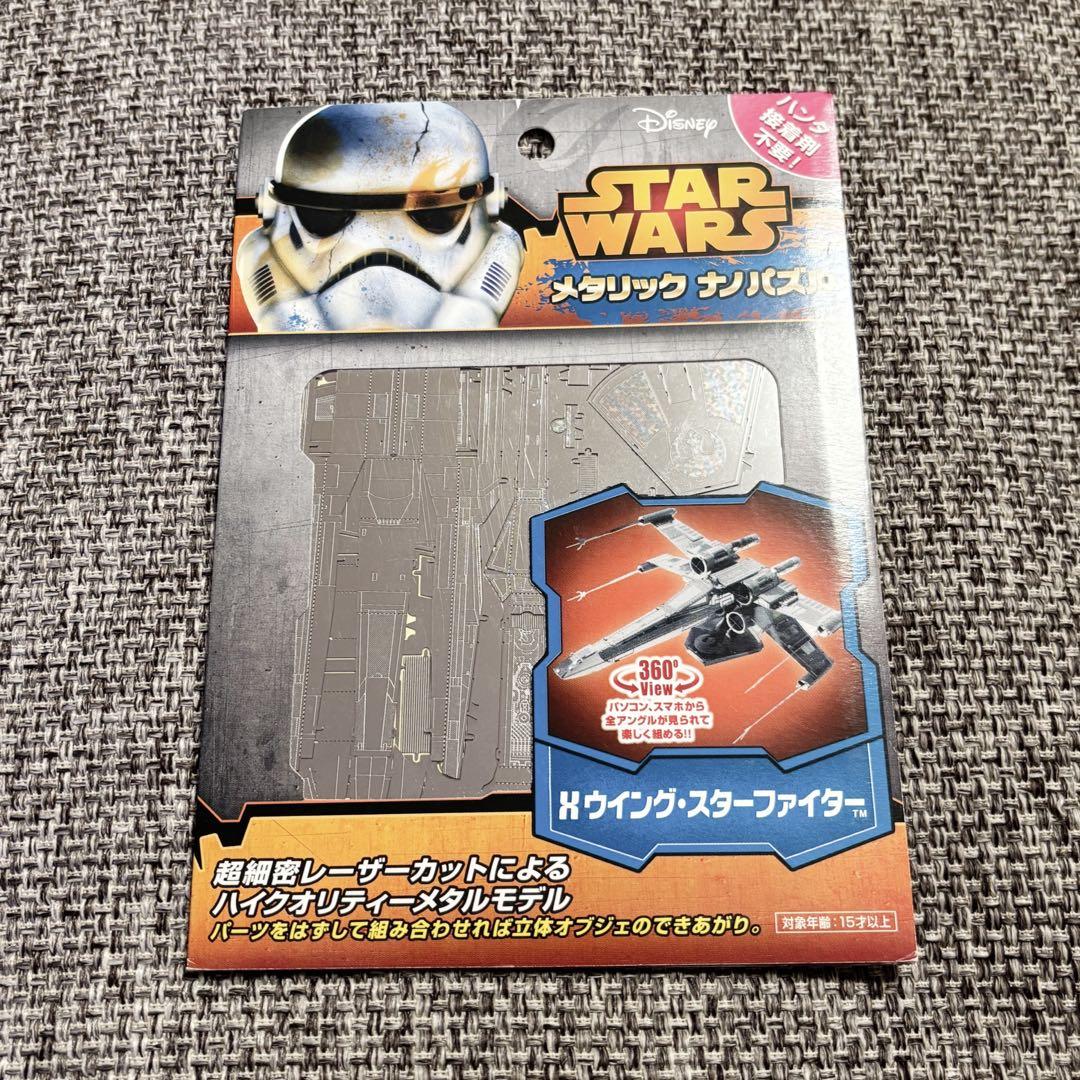 Disney
ハンダ
接着剤
不要!
STAR
WARS
メタリック ナノパズル
360°
View
パソコン、スマホから
全アングルが見られて
楽しく組める!!
Xウイング・スターファイター™
超細密レーザーカットによる
ハイクオリティーメタルモデル
パーツをはずして組み合わせれば立体オブジェのできあがり。
対象年齢:15才以上